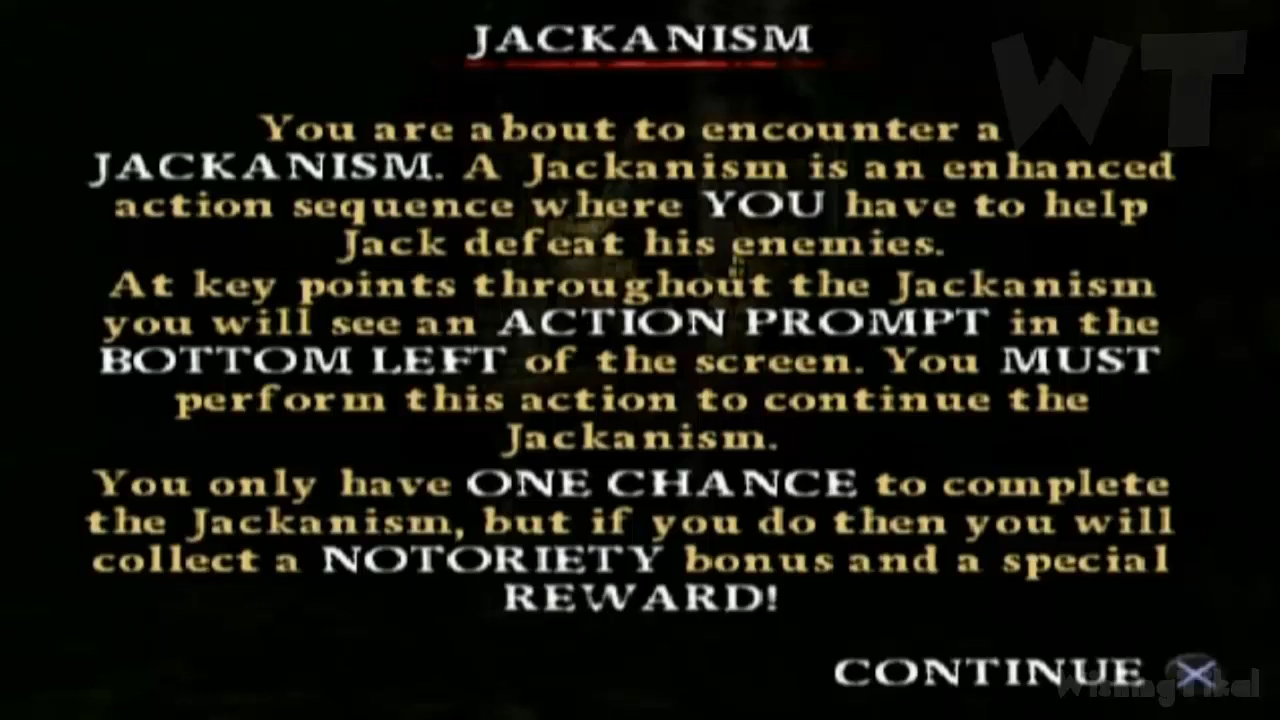 JACKANISM
WT
You are about to encounter a
JACKANISM. A Jackanism is an enhanced
action sequence where YOU have to help
Jack defeat his enemies.
At key points throughout the Jackanism
you will see an ACTION PROMPT in the
BOTTOM LEFT of the screen. You MUST
perform this action to continue the
Jackanism.
You only have ONE CHANCE to complete
the Jackanism, but if you do then you will
collect a NOTORIETY bonus and a special
REWARD!
CONTINUE
WishingTikal